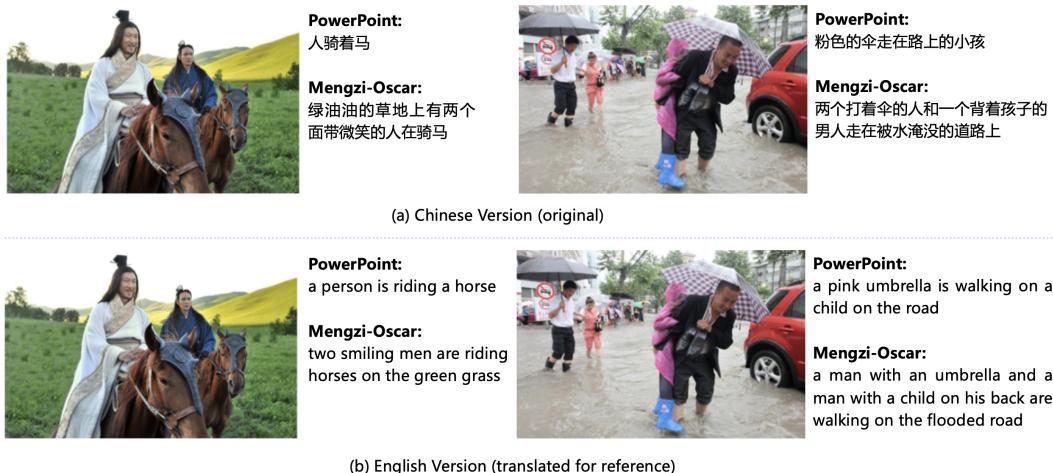 PowerPoint:
人骑着马
Mengzi-Oscar:
绿油油的草地上有两个
面带微笑的人在骑马
PowerPoint:
粉色的伞走在路上的小孩
Mengzi-Oscar:
两个打着伞的人和一个背着孩子的
男人走在被水淹没的道路上
(a) Chinese Version (original)
PowerPoint:
a person is riding a horse
Mengzi-Oscar:
two smiling men are riding
horses on the green grass
PowerPoint:
a pink umbrella is walking on a
child on the road
Mengzi-Oscar:
a man with an umbrella and a
man with a child on his back are
walking on the flooded road
(b) English Version (translated for reference)